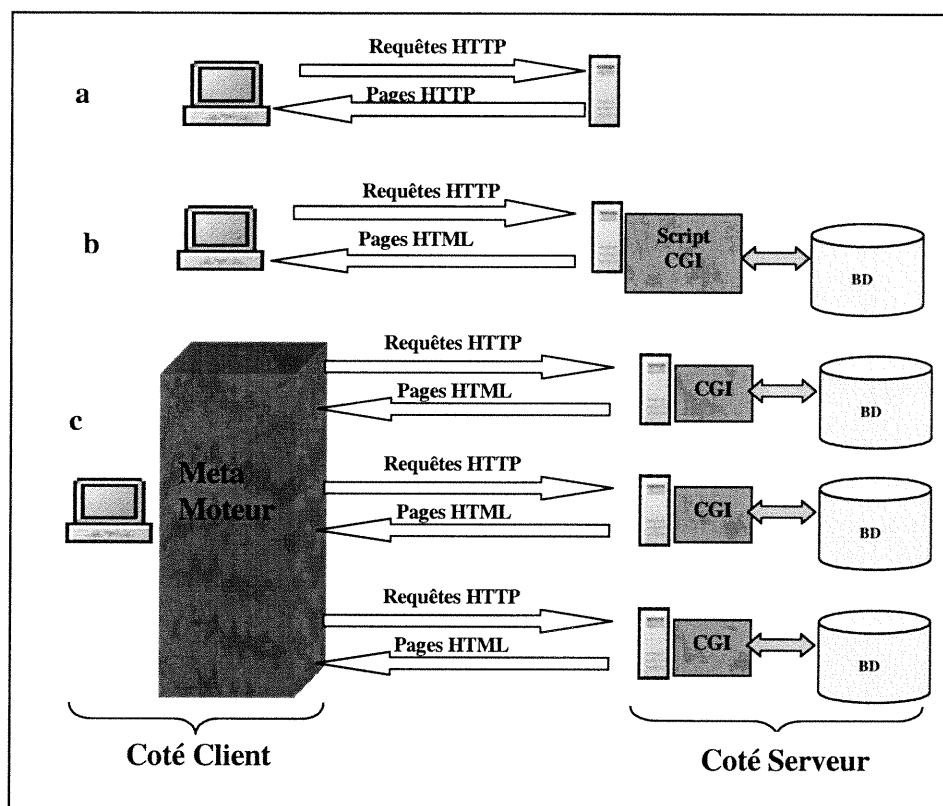 Requêtes HTTP
a
Pages HTTP
Requêtes HTTP
b
Pages HTML
Script
CGI
BD
Requêtes HTTP
Pages HTML
CGI
BD
c
Meta
Moteur
Requêtes HTTP
Pages HTML
CGI
BD
Requêtes HTTP
Pages HTML
CGI
BD
Coté Client
Coté Serveur